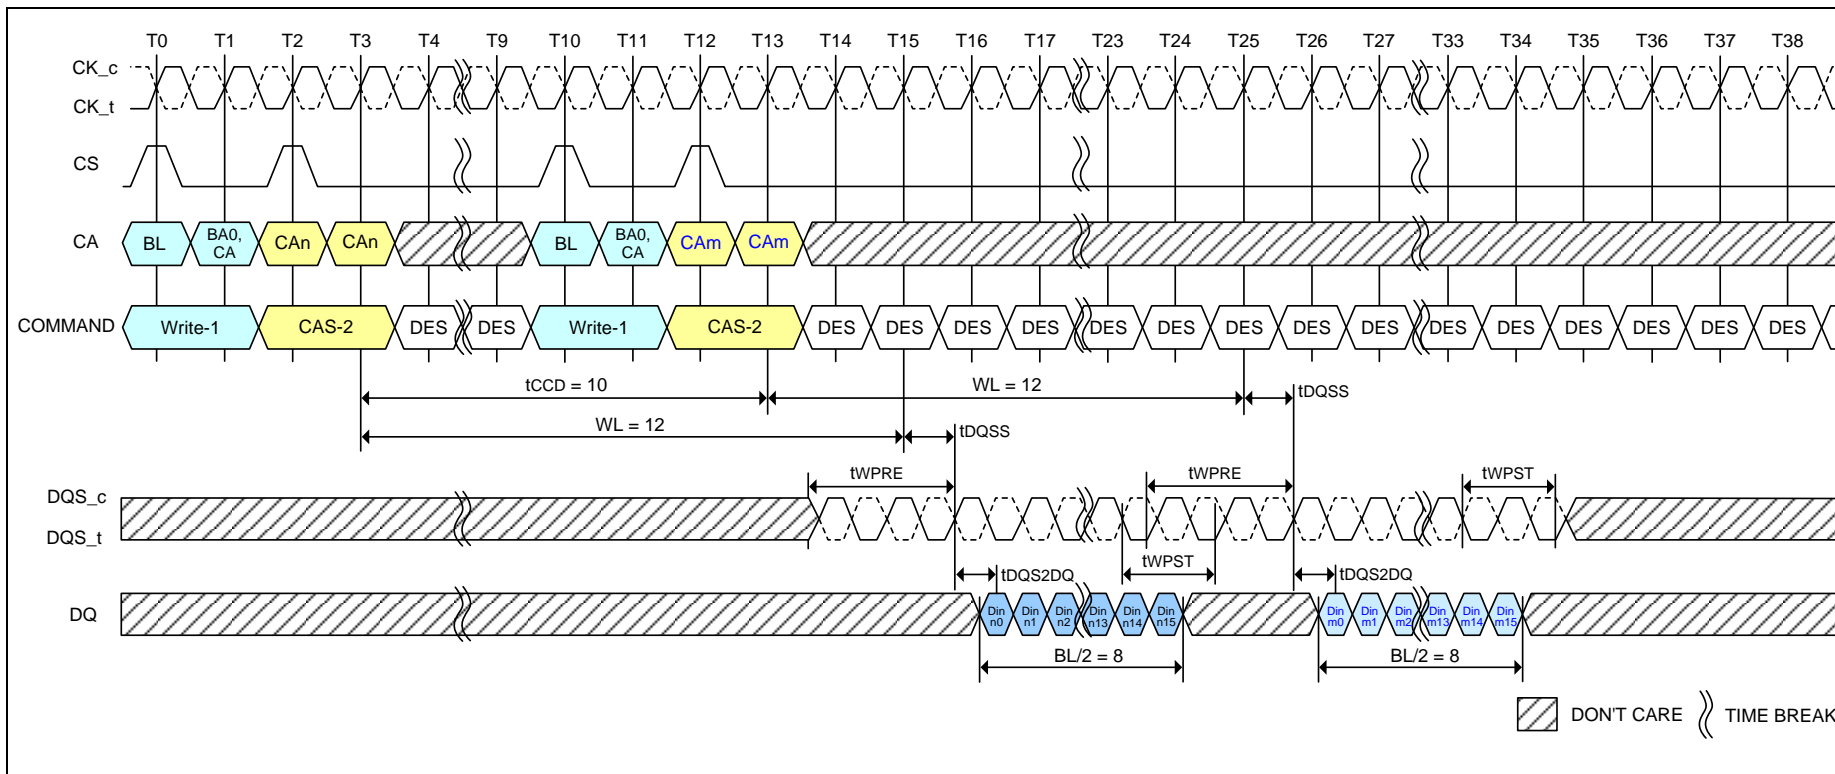 T0 T1 T2 T3 T4 T9 T10 T11 T12 T13 T14 T15 T16 T17 T23 T24 T25 T26 T27 T33 T34 T35 T36 T37 T38
CK_c
CK_t
CS
CA BL BA0, CA CAn CAn BL BA0, CA CAm CAm
COMMAND Write-1 CAS-2 DES DES Write-1 CAS-2 DES DES DES DES DES DES DES DES DES DES DES DES DES DES DES
tCCD = 10 WL = 12 tDQSS
WL = 12 tDQSS
tWPRE tWPRE tWPST
DQS_c
DQS_t
tWPST
tDQS2DQ tDQS2DQ
DQ Din n0 Din n1 Din n2 Din n13 Din n14 Din n15 Din m0 Din m1 Din m2 Din m13 Din m14 Din m15
BL/2 = 8 BL/2 = 8
DON'T CARE TIME BREAK